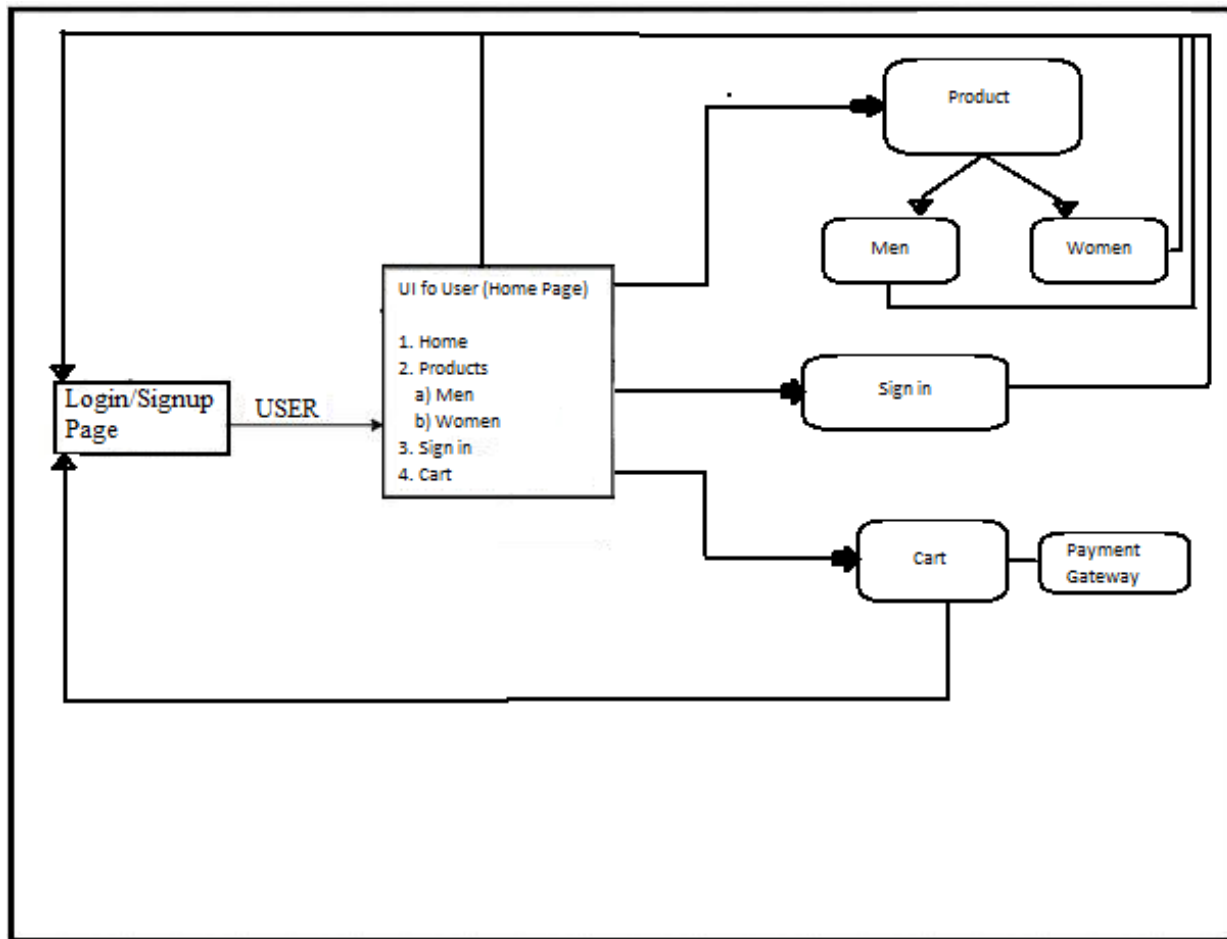 Product
Men
Women
UI fo User (Home Page)
1. Home
2. Products
a) Men
b) Women
3. Sign in
4. Cart
Login/Signup
Page
USER
Sign in
Cart
Payment
Gateway